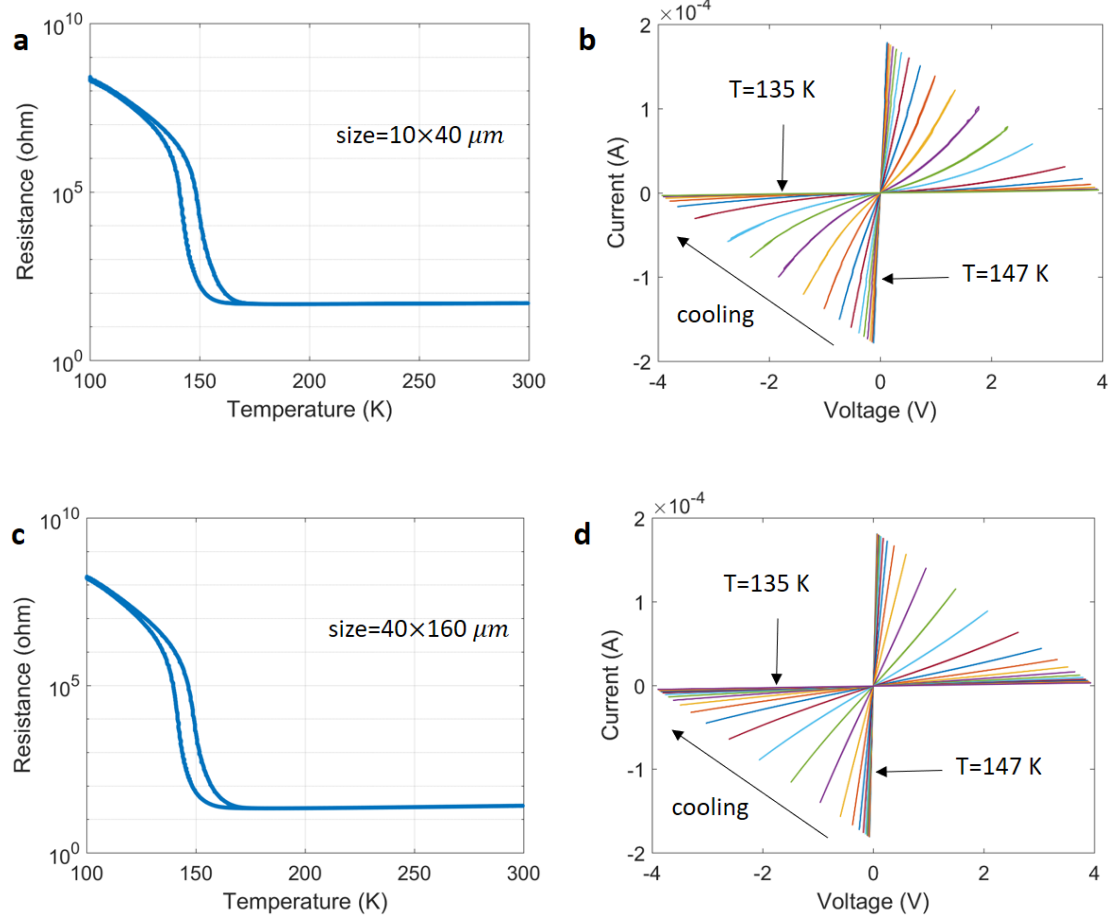 a
10^10
10^5
10^0
Resistance (ohm)
size=10×40 μm
100 150 200 250 300
Temperature (K)
b
×10^-4
2
1
0
-1
-2
Current (A)
T=135 K
T=147 K
cooling
-4 -2 0 2 4
Voltage (V)
c
10^10
10^5
10^0
Resistance (ohm)
size=40×160 μm
100 150 200 250 300
Temperature (K)
d
×10^-4
2
1
0
-1
-2
Current (A)
T=135 K
T=147 K
cooling
-4 -2 0 2 4
Voltage (V)